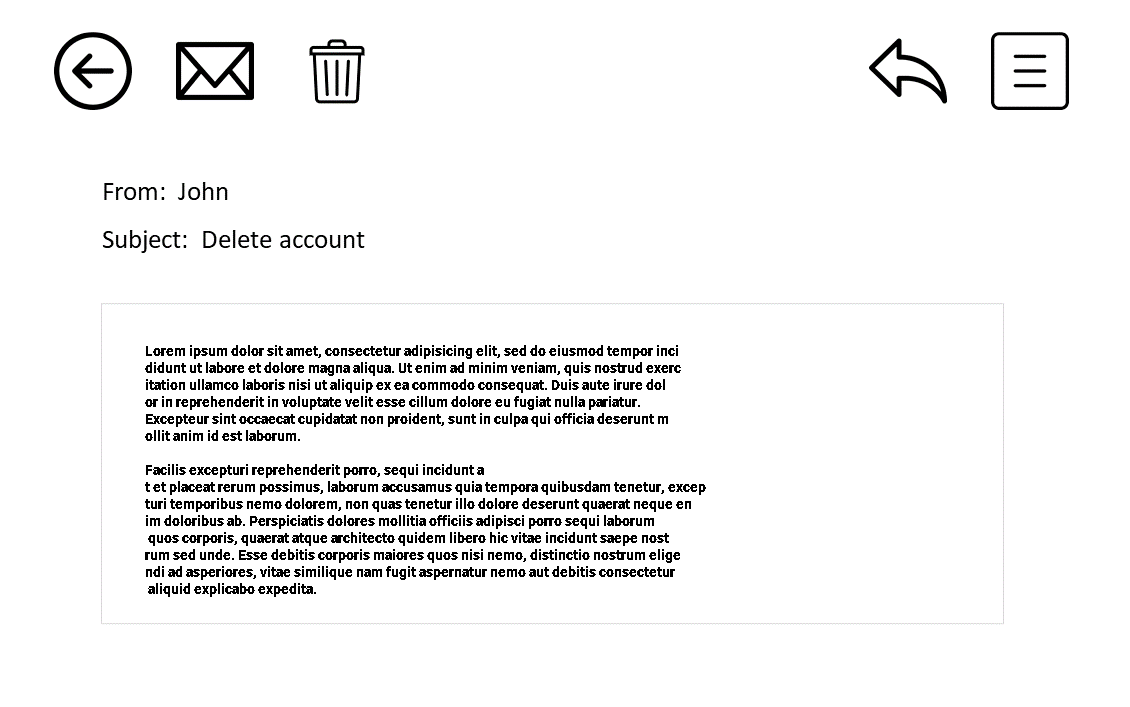 From: John
Subject: Delete account
Lorem ipsum dolor sit amet, consectetur adipisicing elit, sed do eiusmod tempor inci
didunt ut labore et dolore magna aliqua. Ut enim ad minim veniam, quis nostrud exerc
itation ullamco laboris nisi ut aliquip ex ea commodo consequat. Duis aute irure dol
or in reprehenderit in voluptate velit esse cillum dolore eu fugiat nulla pariatur.
Excepteur sint occaecat cupidatat non proident, sunt in culpa qui officia deserunt m
ollit anim id est laborum.
Facilis excepturi reprehenderit porro, sequi incidunt a
t et placeat rerum possimus, laborum accusamus quia tempora quibusdam tenetur, excep
turi temporibus nemo dolorem, non quas tenetur illo dolore deserunt quaerat neque en
im doloribus ab. Perspiciatis dolores mollitia officiis adipisci porro sequi laborum
quos corporis, quaerat atque architecto quidem libero hic vitae incidunt saepe nost
rum sed unde. Esse debitis corporis maiores quos nisi nemo, distinctio nostrum elige
ndi ad asperiores, vitae similique nam fugit aspernatur nemo aut debitis consectetur
aliquid explicabo expedita.